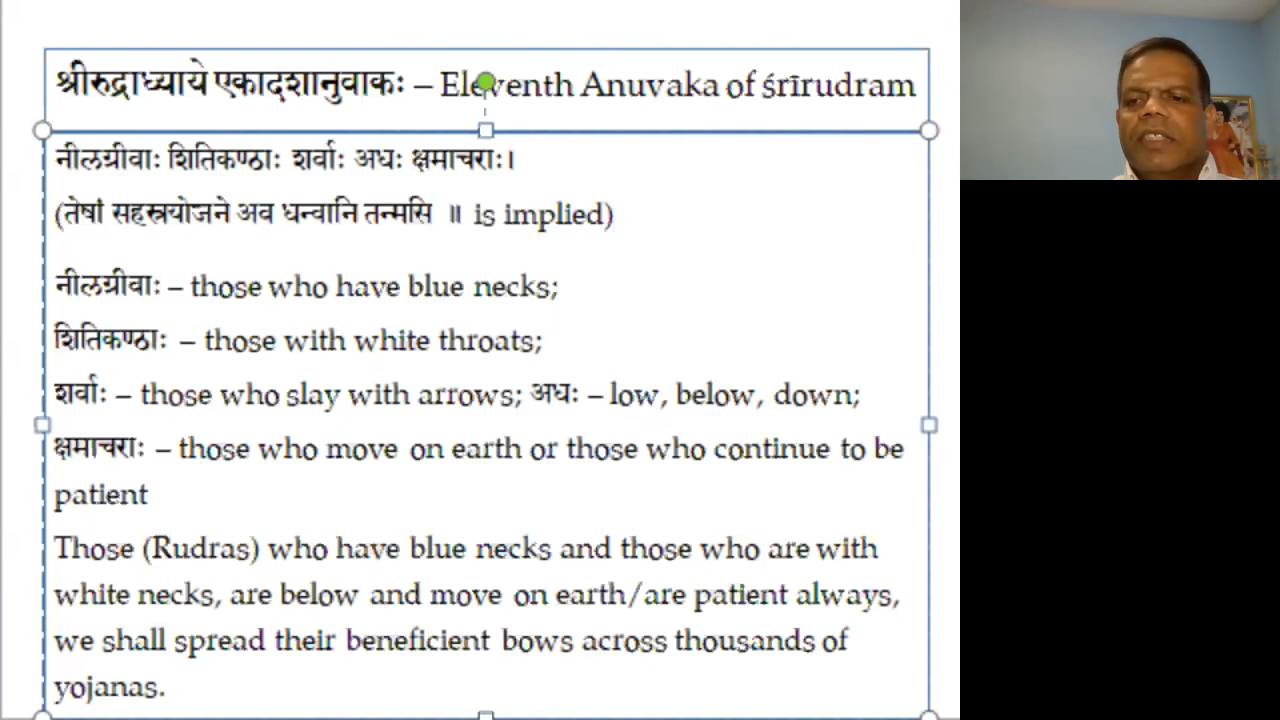 श्रीरुद्राध्याये एकादशानुवाकः – Eleventh Anuvaka of śrīrudram
नीलग्रीवाः शितिकण्ठाः शर्वाः अधः क्षमाचराः।
(तेषां सहस्रयोजने अव धन्वानि तन्मसि ॥ is implied)
नीलग्रीवाः – those who have blue necks;
शितिकण्ठाः – those with white throats;
शर्वाः – those who slay with arrows; अधः – low, below, down;
क्षमाचराः – those who move on earth or those who continue to be
patient
Those (Rudras) who have blue necks and those who are with
white necks, are below and move on earth/are patient always,
we shall spread their beneficient bows across thousands of
yojanas.